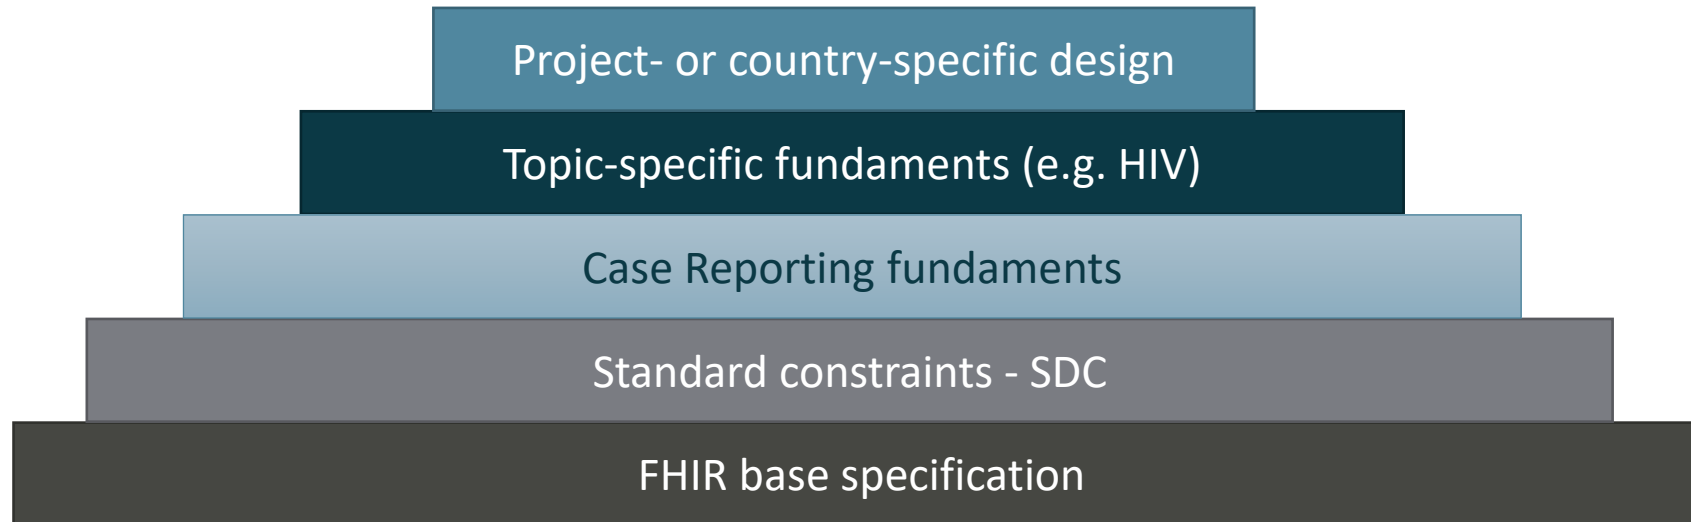 Project- or country-specific design
Topic-specific fundaments (e.g. HIV)
Case Reporting fundaments
Standard constraints - SDC
FHIR base specification